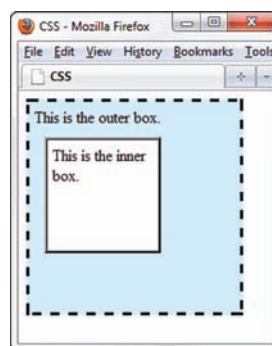 CSS - Mozilla Firefox
File Edit View History Bookmarks Tools
CSS
This is the outer box.
This is the inner
box.